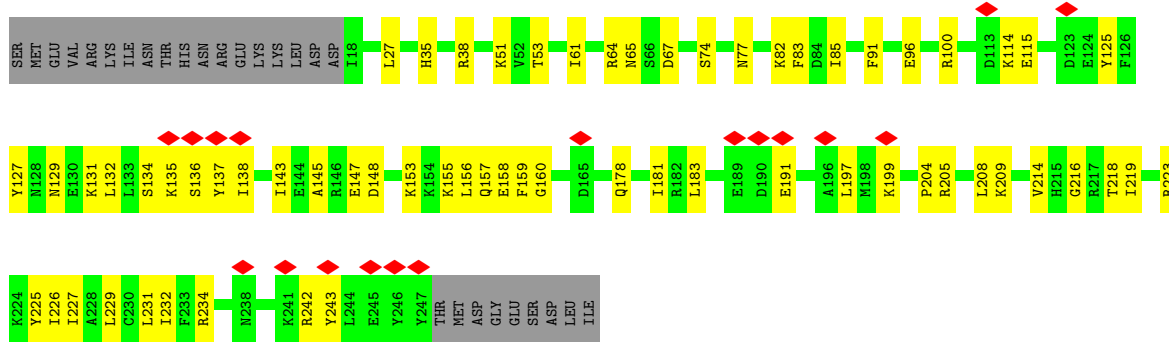 SER MET GLU VAL ARG LYS ILE ASN THR HIS ASN ARG GLU LYS LYS LEU ASP ASP I18 L27 H35 R38 K51 V52 T53 I61 R64 N65 S66 D67 S74 N77 K82 F83 D84 I85 F91 E96 R100 D113 K114 E115 D123 E124 Y125 F126
Y127 N128 N129 E130 K131 L132 L133 S134 K135 S136 Y137 I138 I143 E144 A145 R146 E147 D148 K153 K154 K155 L156 Q157 E158 F159 G160 D165 Q178 I181 R182 L183 E189 D190 E191 A196 L197 M198 K199 P204 R205 L208 K209 V214 H215 G216 R217 T218 I219
K224 Y225 I226 I227 A228 L229 C230 L231 I232 F233 R234 N238 K241 R242 Y243 L244 E245 Y246 Y247 THR MET ASP GLY GLU SER ASP LEU ILE